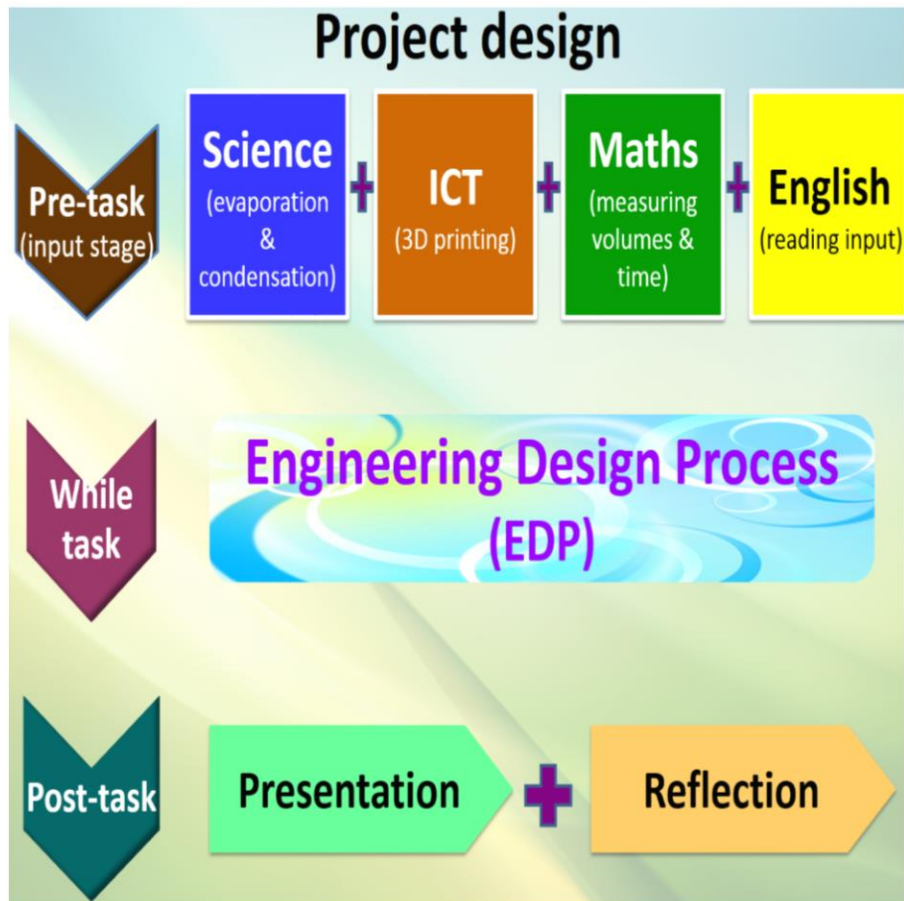 Project design
Pre-task
(input stage)
Science
(evaporation
&
condensation)
+
ICT
(3D printing)
+
Maths
(measuring
volumes &
time)
+
English
(reading input)
While
task
Engineering Design Process
(EDP)
Post-task
Presentation
+
Reflection